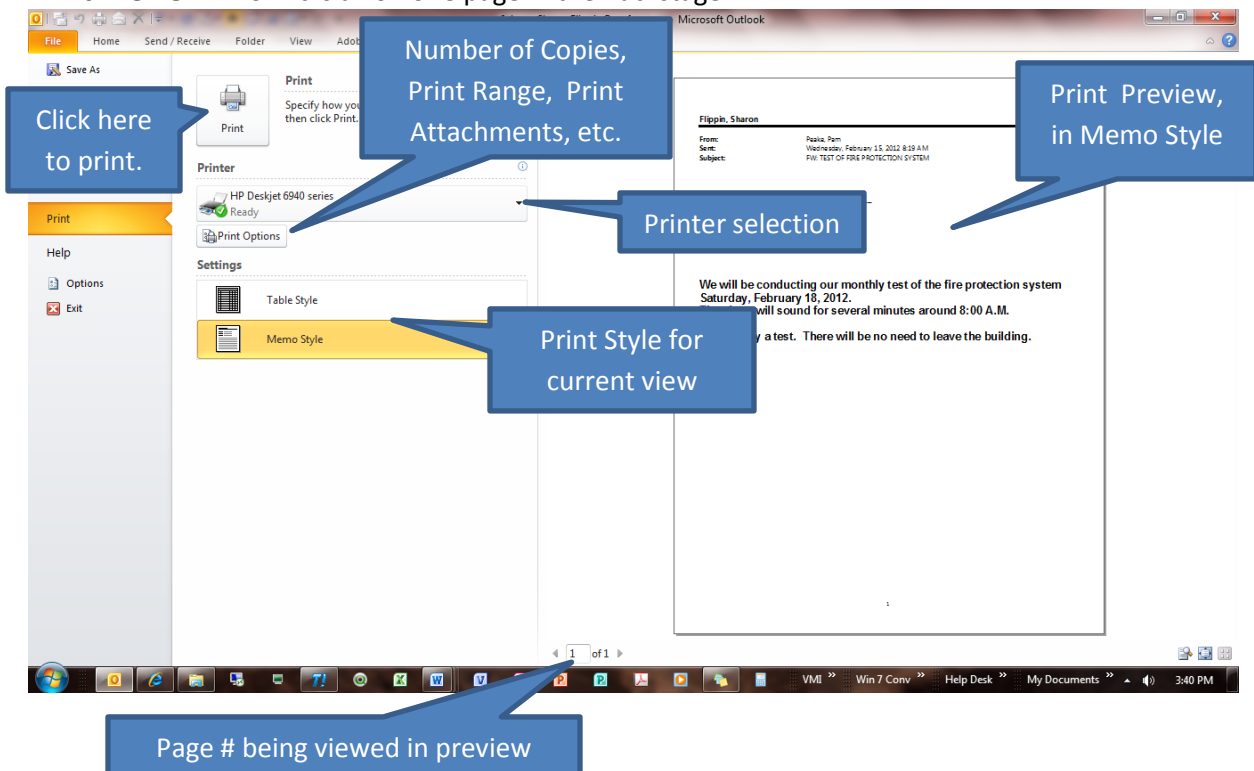 Microsoft Outlook
File Home Send / Receive Folder View
Save As
Print
Specify how you
then click Print.
Print
Number of Copies,
Print Range, Print
Attachments, etc.
Click here
to print.
Print Preview,
in Memo Style
Printer
HP Deskjet 6940 series
Ready
Print Options
Printer selection
Print
Help
Options
Exit
Settings
Table Style
Memo Style
Print Style for
current view
Flippin, Sharon
From: Peaks, Pam
Sent: Wednesday, February 15, 2012 8:19 AM
Subject: FW: TEST OF FIRE PROTECTION SYSTEM
We will be conducting our monthly test of the fire protection system
Saturday, February 18, 2012.
will sound for several minutes around 8:00 A.M.
a test. There will be no need to leave the building.
1
1 of 1
VMI » Win 7 Conv » Help Desk » My Documents » 3:40 PM
Page # being viewed in preview